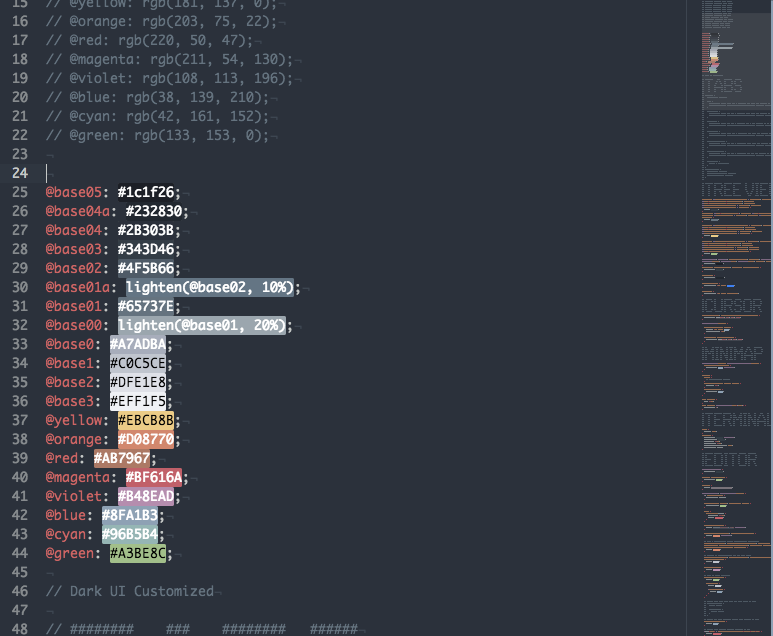 15 // @yellow: rgb(181, 137, 0);¬
16 // @orange: rgb(203, 75, 22);¬
17 // @red: rgb(220, 50, 47);¬
18 // @magenta: rgb(211, 54, 130);¬
19 // @violet: rgb(108, 113, 196);¬
20 // @blue: rgb(38, 139, 210);¬
21 // @cyan: rgb(42, 161, 152);¬
22 // @green: rgb(133, 153, 0);¬
23 ¬
24 ¬
25 @base05: #1c1f26;¬
26 @base04a: #232830;¬
27 @base04: #2B303B;¬
28 @base03: #343D46;¬
29 @base02: #4F5B66;¬
30 @base01a: lighten(@base02, 10%);¬
31 @base01: #65737E;¬
32 @base00: lighten(@base01, 20%);¬
33 @base0: #A7ADBA;¬
34 @base1: #C0C5CE;¬
35 @base2: #DFE1E8;¬
36 @base3: #EFF1F5;¬
37 @yellow: #EBCB8B;¬
38 @orange: #D08770;¬
39 @red: #AB7967;¬
40 @magenta: #BF616A;¬
41 @violet: #B48EAD;¬
42 @blue: #8FA1B3;¬
43 @cyan: #96B5B4;¬
44 @green: #A3BE8C;¬
45 ¬
46 // Dark UI Customized¬
47 ¬
48 // ######## ### ######## ######¬
TABS
TREE VIEW
CURSOR
MINIMAP
TERMINAL
EDITOR